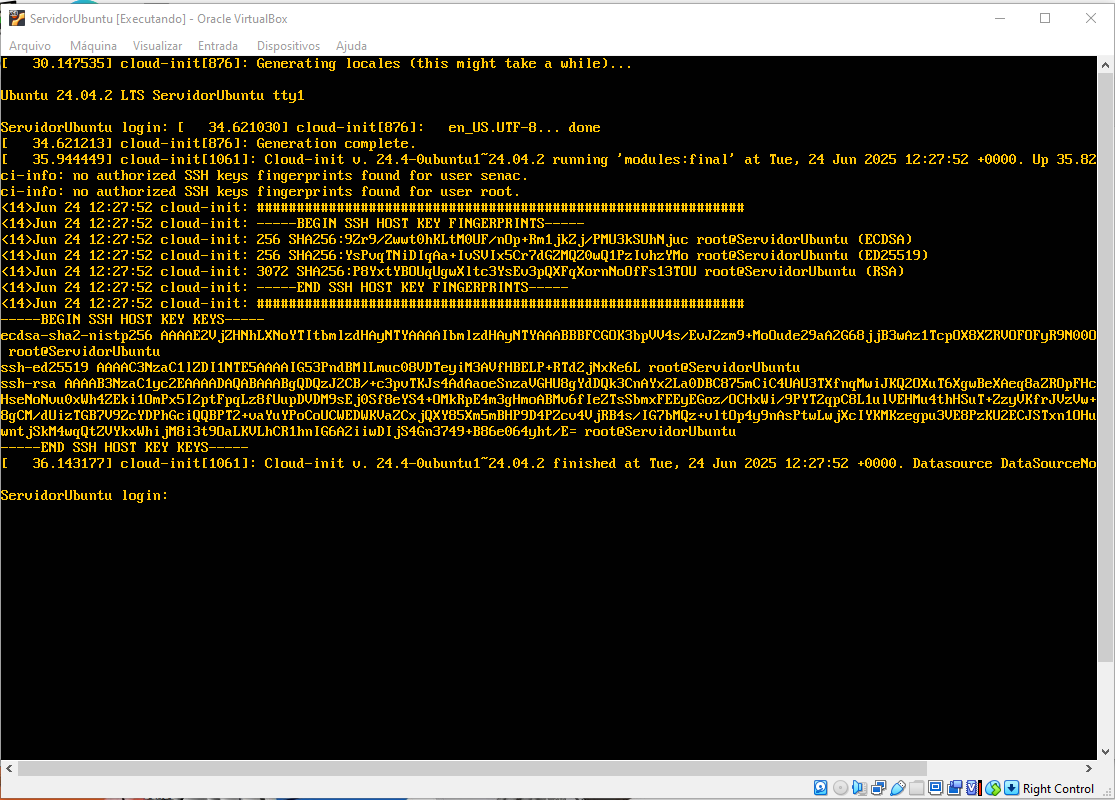 ServidorUbuntu [Executando] - Oracle VirtualBox
Arquivo Máquina Visualizar Entrada Dispositivos Ajuda
[   30.147535] cloud-init[876]: Generating locales (this might take a while)...
Ubuntu 24.04.2 LTS ServidorUbuntu tty1
ServidorUbuntu login: [   34.621030] cloud-init[876]:   en_US.UTF-8... done
[   34.621213] cloud-init[876]: Generation complete.
[   35.944449] cloud-init[1061]: Cloud-init v. 24.4-0ubuntu1~24.04.2 running 'modules:final' at Tue, 24 Jun 2025 12:27:52 +0000. Up 35.82
ci-info: no authorized SSH keys fingerprints found for user senac.
ci-info: no authorized SSH keys fingerprints found for user root.
<14>Jun 24 12:27:52 cloud-init: #############################################################
<14>Jun 24 12:27:52 cloud-init: -----BEGIN SSH HOST KEY FINGERPRINTS-----
<14>Jun 24 12:27:52 cloud-init: 256 SHA256:9Zr9/Zwwt0hKLtM0UF/nOp+Rm1jkZj/PMU3kSUhNjuc root@ServidorUbuntu (ECDSA)
<14>Jun 24 12:27:52 cloud-init: 256 SHA256:YsPvqTNiDIqAa+IvSVIx5Cr7dGZMQZ0wQ1PzIvhzYMo root@ServidorUbuntu (ED25519)
<14>Jun 24 12:27:52 cloud-init: 3072 SHA256:P8YxtYBOUqUgwXltc3YsEv3pQXFqXornNoOfFs13TOU root@ServidorUbuntu (RSA)
<14>Jun 24 12:27:52 cloud-init: -----END SSH HOST KEY FINGERPRINTS-----
<14>Jun 24 12:27:52 cloud-init: #############################################################
-----BEGIN SSH HOST KEY KEYS-----
ecdsa-sha2-nistp256 AAAAE2VjZHNhLXNoYTItbmlzdHAyNTYAAAAIbmlzdHAyNTYAAABBBFCGOK3bpVV4s/EvJ2zm9+MoOude29aA2G68jjB3wAz1TcpOX8XZRVOFOFyR9N00O
root@ServidorUbuntu
ssh-ed25519 AAAAC3NzaC1lZDI1NTE5AAAAIG53PndBMlLmuc08VDTeyiM3AVfHBELP+RTd2jNxKe6L root@ServidorUbuntu
ssh-rsa AAAAB3NzaC1yc2EAAAADAQABAAABgQDQzJ2CB/+c3pvTKJs4AdAaoeSnzaVGHU8gYdDQk3CnAYx2La0DBC875mCiC4UAU3TXfnqMwiJKQ2OXuT6XgwBeXAeq8aZROpFHc
HseNoNvu0xWh4ZEki1OmPx5I2ptFpqLz8fUupDVDM9sEj0Sf8eYS4+OMkRpE4m3gHmoABMv6fIeZTsSbmxFEEyEGoz/OCHxWi/9PYT2qpC8L1ulVEHMu4thHSuT+ZzyVKfrJVzVw+
8gCM/dUizTGB7V9ZcYDPhGciQQBPT2+vaYuYPoCoUCWEDWKVaZCxjQXY85Xm5mBHP9D4PZcv4VjRB4s/IG7bMQz+vltOp4y9nAsPtwLwjXcIYKMKzegpu3VE8PzKU2ECJSTxn1OHu
wntjSkM4wqQtZVYkxWhijM8i3t9OaLKVLhCR1hnIG6A2iiwDIjS4Gn3749+B86e064yht/E= root@ServidorUbuntu
-----END SSH HOST KEY KEYS-----
[   36.143177] cloud-init[1061]: Cloud-init v. 24.4-0ubuntu1~24.04.2 finished at Tue, 24 Jun 2025 12:27:52 +0000. Datasource DataSourceNo
ServidorUbuntu login:
Right Control